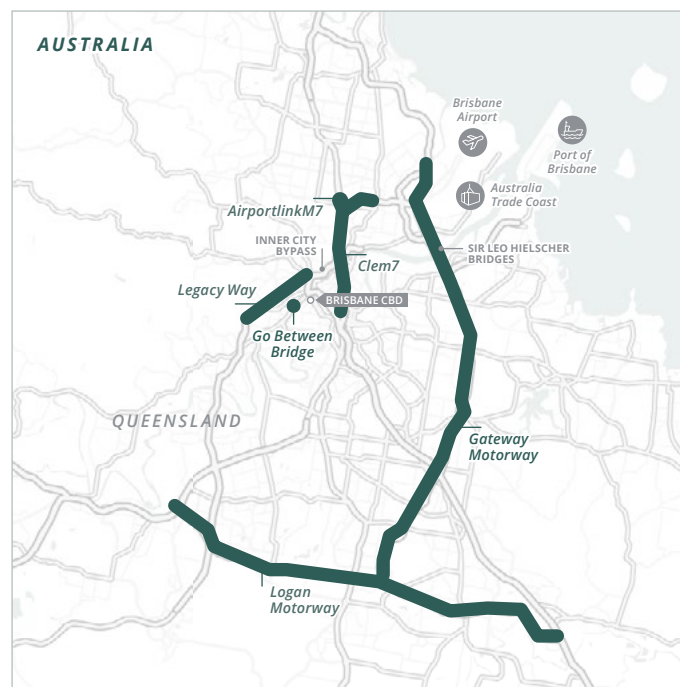 AUSTRALIA
Brisbane
Airport
Port of
Brisbane
Australia
Trade Coast
AirportlinkM7
INNER CITY
BYPASS
SIR LEO HIELSCHER
BRIDGES
Clem7
Legacy Way
BRISBANE CBD
Go Between
Bridge
QUEENSLAND
Gateway
Motorway
Logan
Motorway